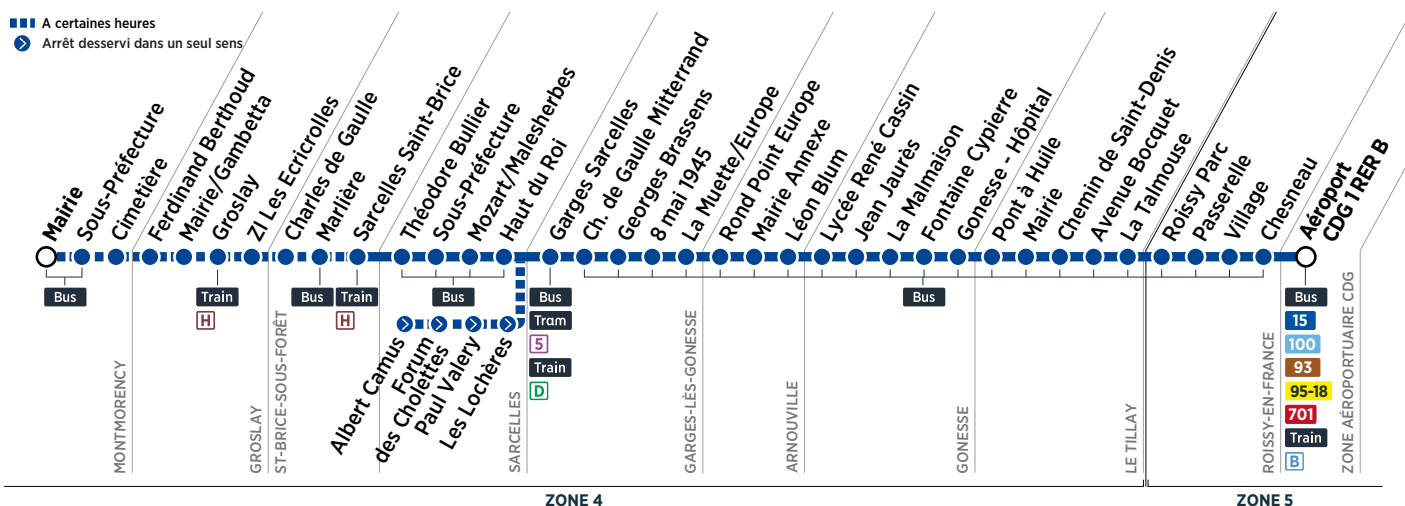 A certaines heures
Arrêt desservi dans un seul sens
Mairie
Sous-Préfecture
Cimetière
Ferdinand Berthoud
Mairie/Gambetta
Groslay
ZI Les Ecricrolles
Charles de Gaulle
Marlière
Sarcelles Saint-Brice
Théodore Bullier
Sous-Préfecture
Mozart/Malesherbes
Haut du Roi
Garges Sarcelles
Ch. de Gaulle Mitterrand
Georges Brassens
8 mai 1945
La Muette/Europe
Rond Point Europe
Mairie Annexe
Léon Blum
Lycée René Cassin
Jean Jaurès
La Malmaison
Fontaine Cypierre
Gonesse - Hôpital
Pont à Huile
Mairie
Chemin de Saint-Denis
Avenue Bocquet
La Talmouse
Roissy Parc
Passerelle
Village
Chesneau
Aéroport
CDG 1 RER B
Bus
Train
H
Bus
Train
H
Bus
Bus
Tram
5
Train
D
Bus
Bus
15
100
93
95-18
701
Train
B
Albert Camus
Forum
des Cholettes
Paul Valery
Les Lochères
MONTMORENCY
GROSLAY
ST-BRICE-SOUS-FORÊT
SARCELLES
GARGES-LÈS-GONESSE
ARNOUVILLE
GONESSE
LE TILLAY
ROISSY-EN-FRANCE
ZONE AÉROPORTUAIRE CDG
ZONE 4
ZONE 5